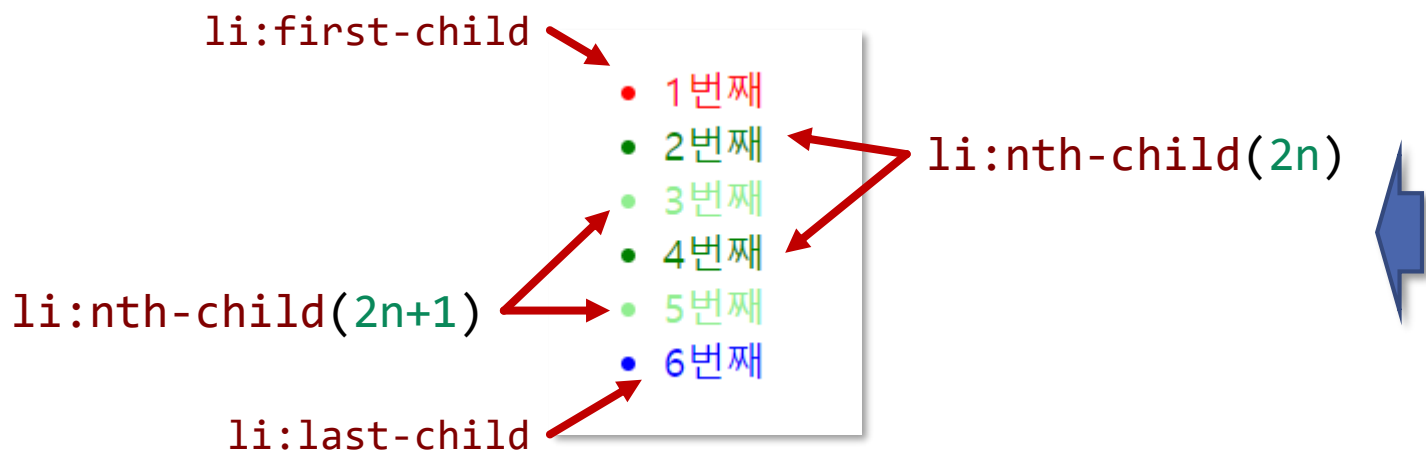 li:first-child
1번째
2번째
li:nth-child(2n)
3번째
4번째
li:nth-child(2n+1)
5번째
6번째
li:last-child